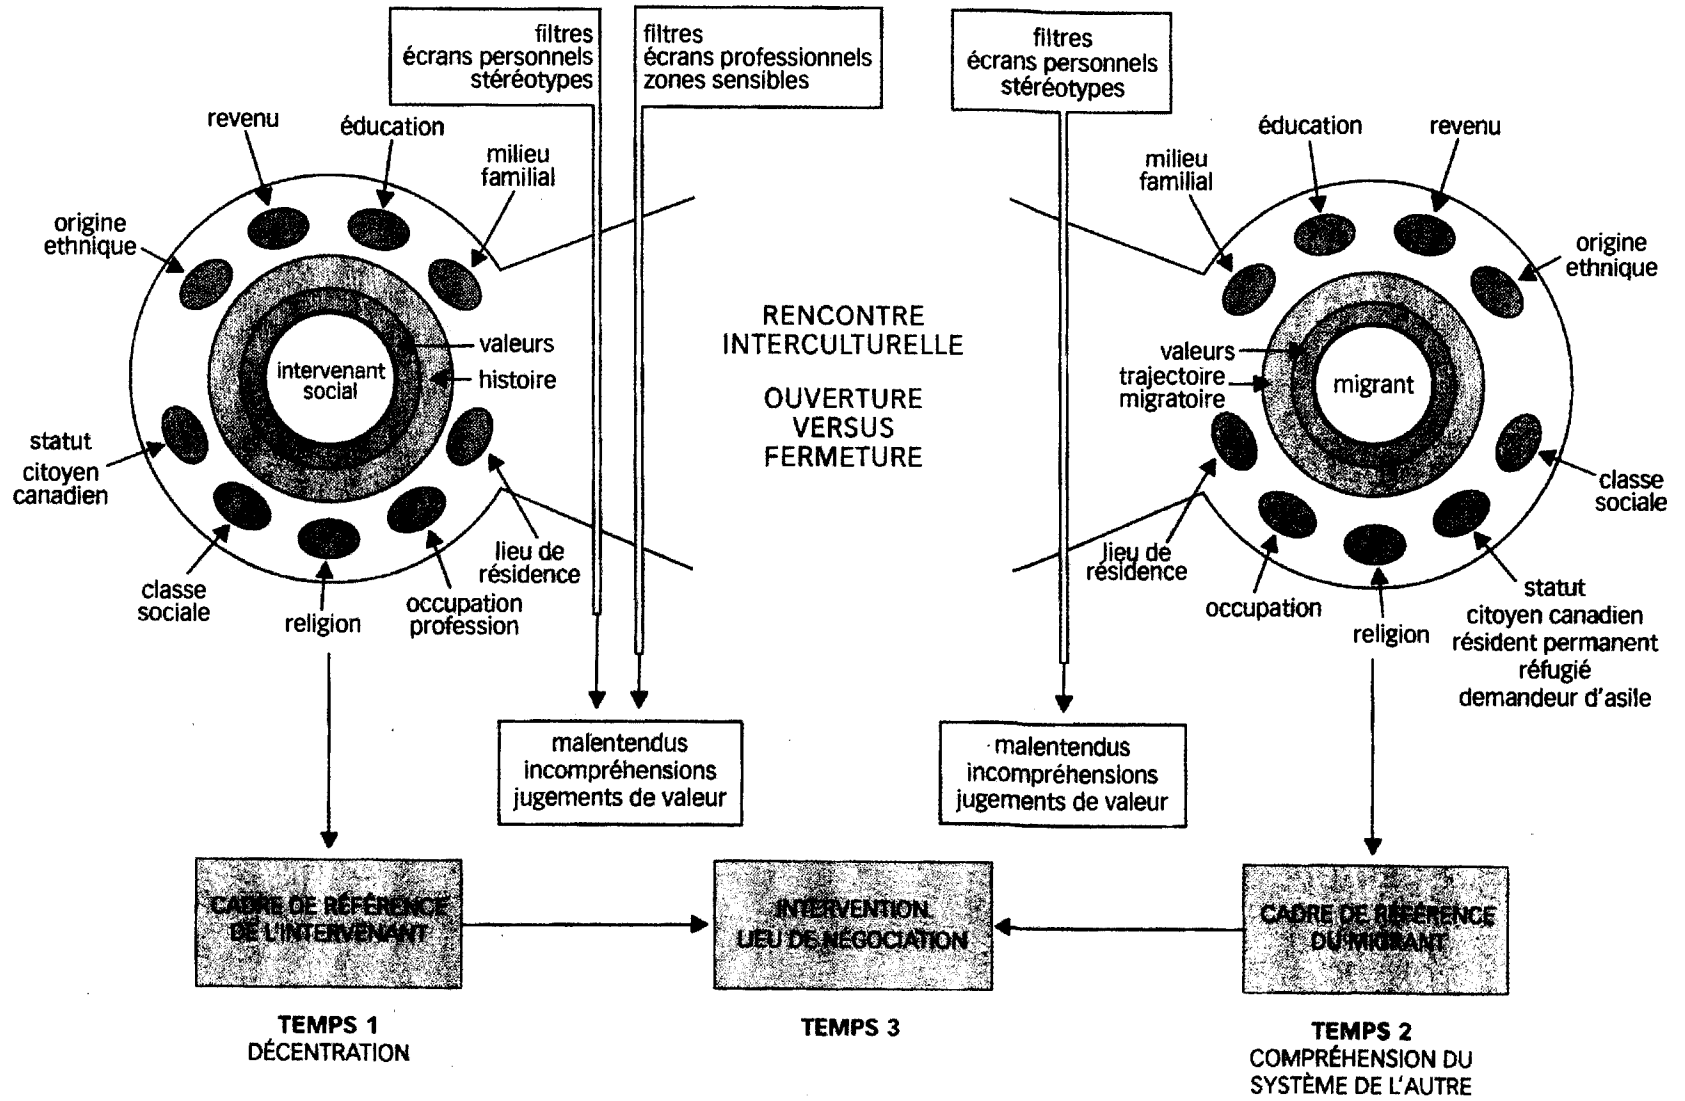 filtres
écrans personnels
stéréotypes
filtres
écrans professionnels
zones sensibles
filtres
écrans personnels
stéréotypes
revenu
éducation
milieu
familial
origine
ethnique
valeurs
histoire
intervenant
social
statut
citoyen
canadien
classe
sociale
religion
occupation
profession
lieu de
résidence
RENCONTRE
INTERCULTURELLE
OUVERTURE
VERSUS
FERMETURE
éducation
revenu
milieu
familial
origine
ethnique
valeurs
trajectoire
migratoire
migrant
lieu de
résidence
occupation
religion
classe
sociale
statut
citoyen canadien
résident permanent
réfugié
demandeur d'asile
malentendus
incompréhensions
jugements de valeur
malentendus
incompréhensions
jugements de valeur
CADRE DE RÉFÉRENCE
DE L'INTERVENANT
INTERVENTION
LIEU DE NÉGOCIATION
CADRE DE RÉFÉRENCE
DU MIGRANT
TEMPS 1
DÉCENTRATION
TEMPS 3
TEMPS 2
COMPRÉHENSION DU
SYSTÈME DE L'AUTRE